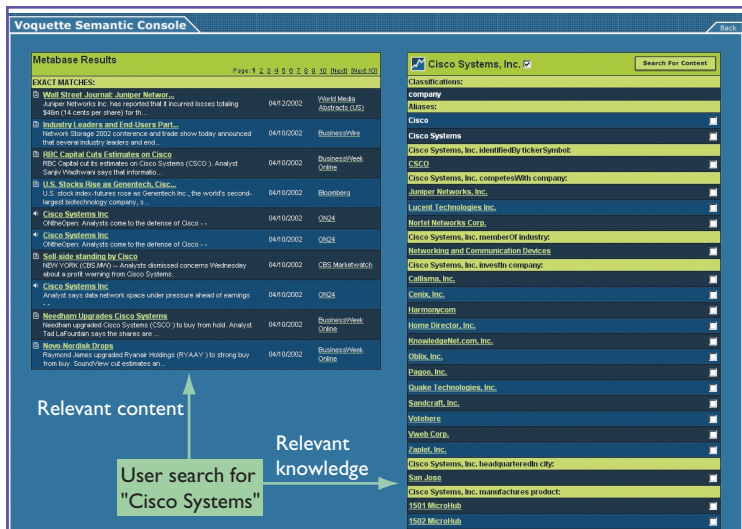 Voquette Semantic Console
Back
Metabase Results
Page: 1 2 3 4 5 6 7 8 9 10 [Next] [Next 10]
EXACT MATCHES:
Wall Street Journal: Juniper Networ...
Juniper Networks Inc. has reported that it incurred losses totaling
$46m (14 cents per share) for th...
04/12/2002
World Media
Abstracts (US)
Industry Leaders and End-Users Part...
Network Storage 2002 conference and trade show today announced
that several industry leaders and end...
04/10/2002
BusinessWire
RBC Capital Cuts Estimates on Cisco
RBC Capital cut its estimates on Cisco Systems (CSCO ). Analyst
Sanjiv Wadhwani says that informatio...
04/10/2002
BusinessWeek
Online
U.S. Stocks Rise as Genentech, Cisc...
U.S. stock index-futures rose as Genentech Inc., the world's second-
largest biotechnology company, s...
04/10/2002
Bloomberg
Cisco Systems Inc
ONtheOpen: Analysts come to the defense of Cisco - -
04/10/2002
ON24
Cisco Systems Inc
ONtheOpen: Analysts come to the defense of Cisco - -
04/10/2002
ON24
Sell-side standing by Cisco
NEW YORK (CBS.MW) -- Analysts dismissed concerns Wednesday
about a profit warning from Cisco Systems.
04/10/2002
CBS Marketwatch
Cisco Systems Inc
Analyst says data network space under pressure ahead of earnings
- -
04/10/2002
ON24
Needham Upgrades Cisco Systems
Needham upgraded Cisco Systems (CSCO ) to buy from hold. Analyst
Tad LaFountain says the shares are ...
04/10/2002
BusinessWeek
Online
Novo-Nordisk Drops
Raymond James upgraded Ryanair Holdings (RYAAY ) to strong buy
from buy. SoundView cut estimates an...
04/10/2002
BusinessWeek
Online
Relevant content
User search for
"Cisco Systems"
Relevant
knowledge
Cisco Systems, Inc.
Search For Content
Classifications:
company
Aliases:
Cisco
Cisco Systems
Cisco Systems, Inc. identifiedBy tickerSymbol:
CSCO
Cisco Systems, Inc. competesWith company:
Juniper Networks, Inc.
Lucent Technologies Inc.
Nortel Networks Corp.
Cisco Systems, Inc. memberOf industry:
Networking and Communication Devices
Cisco Systems, Inc. investIn company:
Callisma, Inc.
Cenix, Inc.
Harmonycom
Home Director, Inc.
KnowledgeNet.com, Inc.
Oblix, Inc.
Pagoo, Inc.
Quake Technologies, Inc.
Sandcraft, Inc.
Votehere
Vweb Corp.
Zaplet, Inc.
Cisco Systems, Inc. headquarteredIn city:
San Jose
Cisco Systems, Inc. manufactures product:
1501 MicroHub
1502 MicroHub